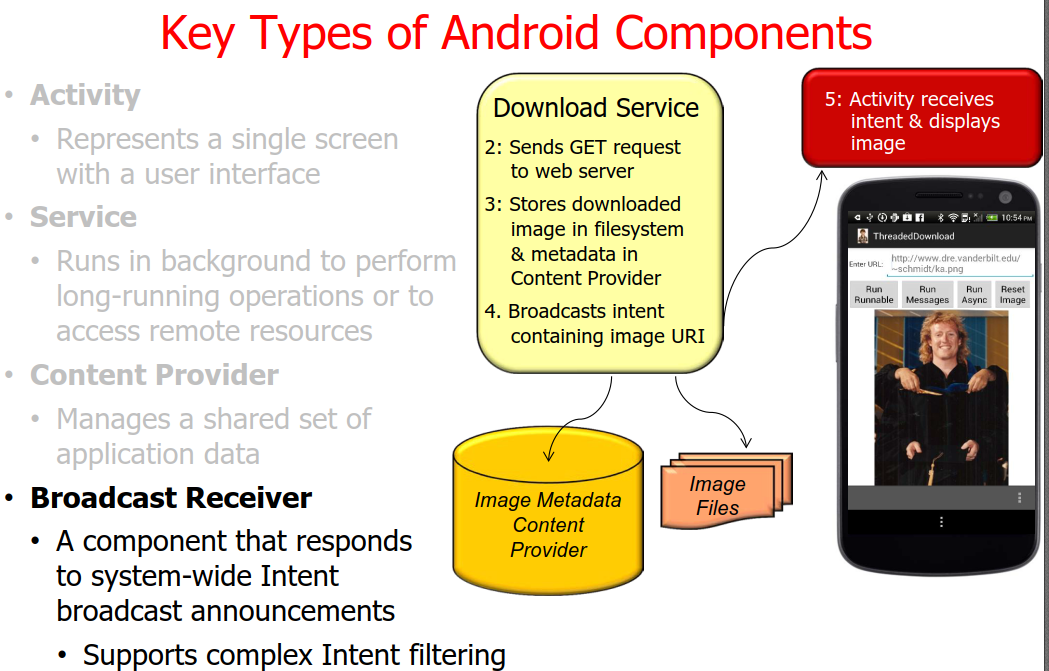 Key Types of Android Components
• Activity
• Represents a single screen
with a user interface
• Service
• Runs in background to perform
long-running operations or to
access remote resources
• Content Provider
• Manages a shared set of
application data
• Broadcast Receiver
• A component that responds
to system-wide Intent
broadcast announcements
• Supports complex Intent filtering
Download Service
2: Sends GET request
to web server
3: Stores downloaded
image in filesystem
& metadata in
Content Provider
4. Broadcasts intent
containing image URI
Image Metadata
Content
Provider
Image
Files
5: Activity receives
intent & displays
image
10:54 PM
ThreadedDownload
Enter URL:
http://www.dre.vanderbilt.edu/
~schmidt/ka.png
Run
Runnable
Run
Messages
Run
Async
Reset
Image